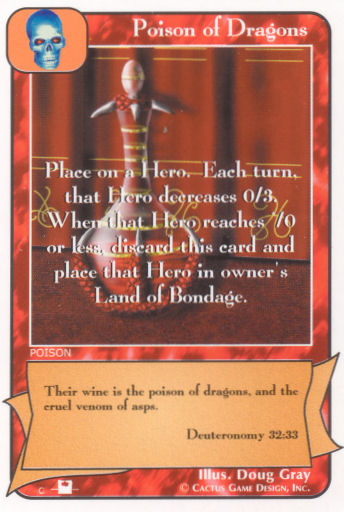 Poison of Dragons
Place on a Hero. Each turn,
that Hero decreases 0/3.
When that Hero reaches */0
or less, discard this card and
place that Hero in owner's
Land of Bondage.
POISON
Their wine is the poison of dragons, and the
cruel venom of asps.
Deuteronomy 32:33
Illus. Doug Gray
C
© CACTUS GAME DESIGN, INC.